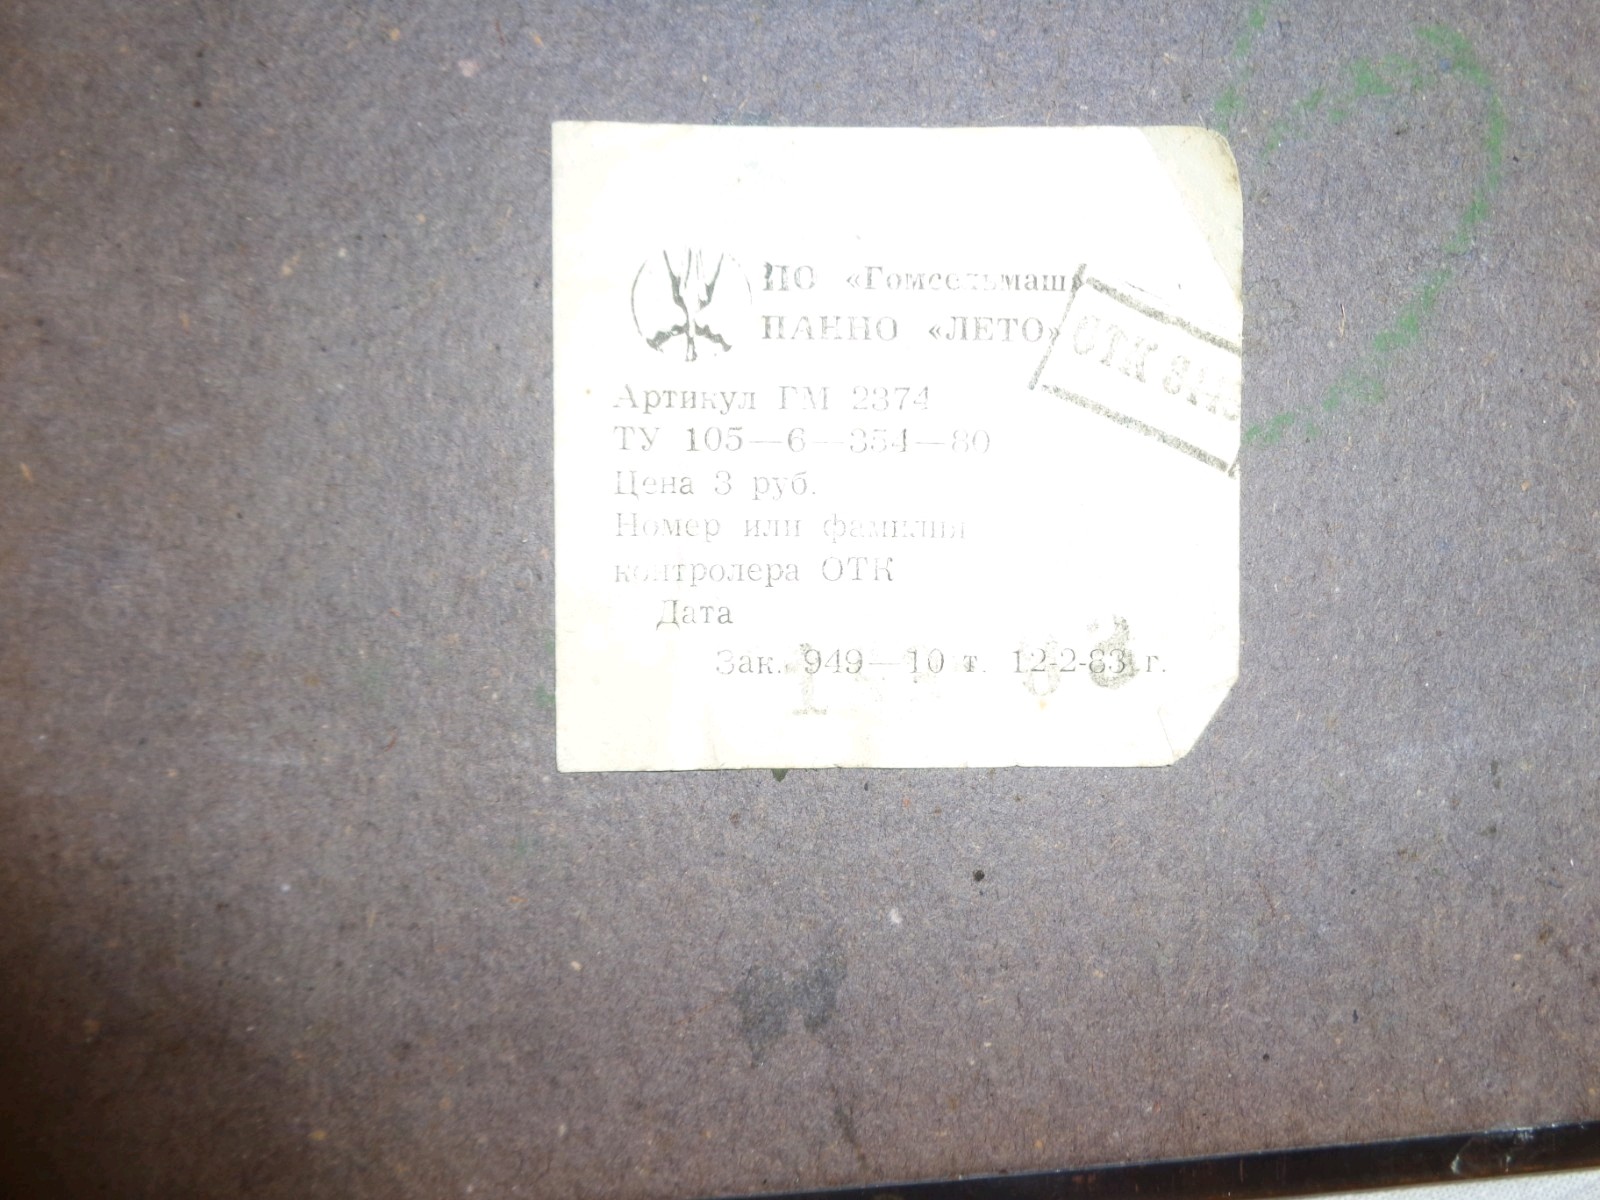 ПО «Гомсельмаш»
ПАННО «ЛЕТО»
Артикул ГМ 2374
ТУ 105—6—354—80
Цена 3 руб.
Номер или фамилия
контролера ОТК
Дата
Зак. 949—10 т. 12-2-83 г.